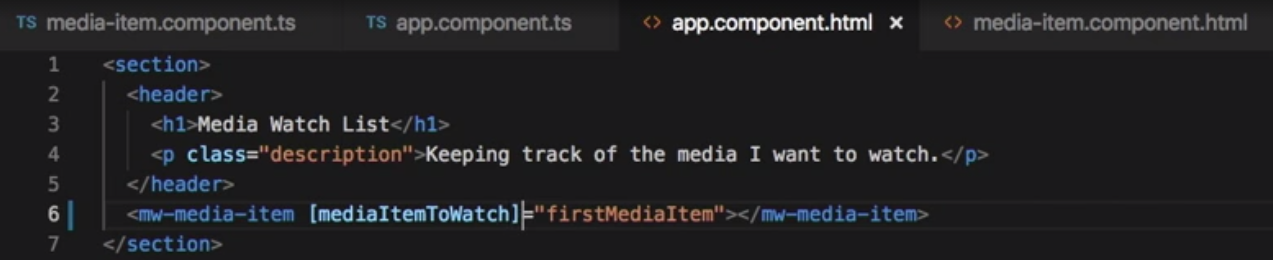 TS media-item.component.ts TS app.component.ts <> app.component.html × <> media-item.component.html
1 <section>
2 <header>
3 <h1>Media Watch List</h1>
4 <p class="description">Keeping track of the media I want to watch.</p>
5 </header>
6 <mw-media-item [mediaItemToWatch]="firstMediaItem"></mw-media-item>
7 </section>